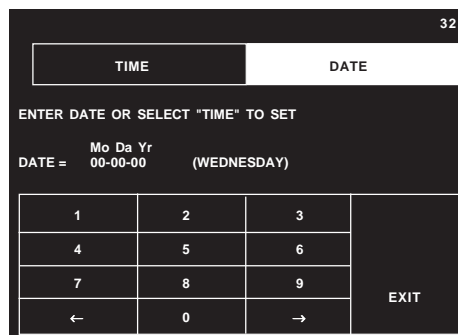 32
TIME DATE
ENTER DATE OR SELECT "TIME" TO SET
Mo Da Yr
DATE = 00-00-00 (WEDNESDAY)
1 2 3
4 5 6
7 8 9
EXIT
← 0 →